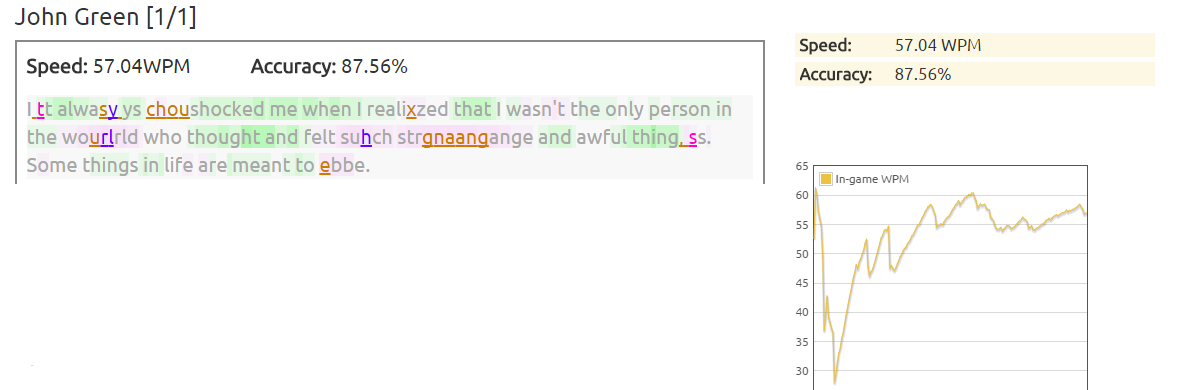 John Green [1/1]
Speed: 57.04WPM Accuracy: 87.56%
I tt alwasy ys choushocked me when I realixzed that I wasn't the only person in
the wourlrld who thought and felt suhch strgnaangange and awful thing, ss.
Some things in life are meant to ebbe.
Speed: 57.04 WPM
Accuracy: 87.56%
65
In-game WPM
60
55
50
45
40
35
30